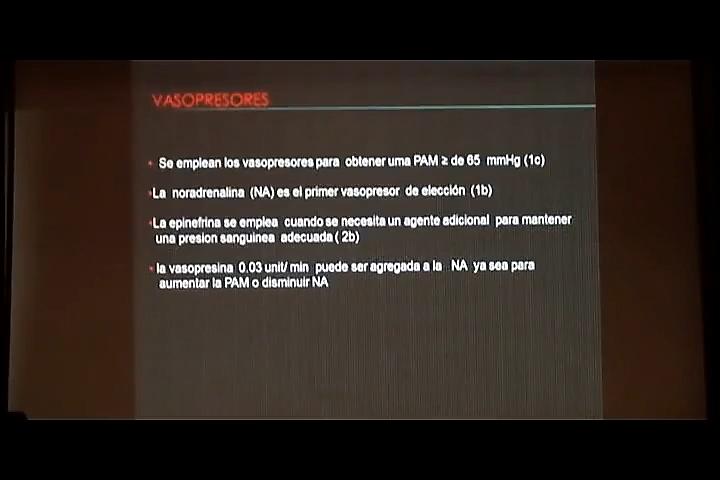 VASOPRESORES
• Se emplean los vasopresores para obtener uma PAM ≥ de 65 mmHg (1c)
•La noradrenalina (NA) es el primer vasopresor de elección (1b)
•La epinefrina se emplea cuando se necesita un agente adicional para mantener
una presion sanguinea adecuada ( 2b)
• la vasopresina 0.03 unit/ min puede ser agregada a la NA ya sea para
aumentar la PAM o disminuir NA